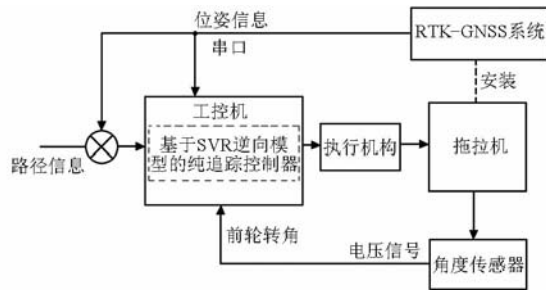 位姿信息
串口
RTK-GNSS系统
安装
工控机
基于SVR逆向模
型的纯追踪控制器
执行机构
拖拉机
路径信息
前轮转角
电压信号
角度传感器